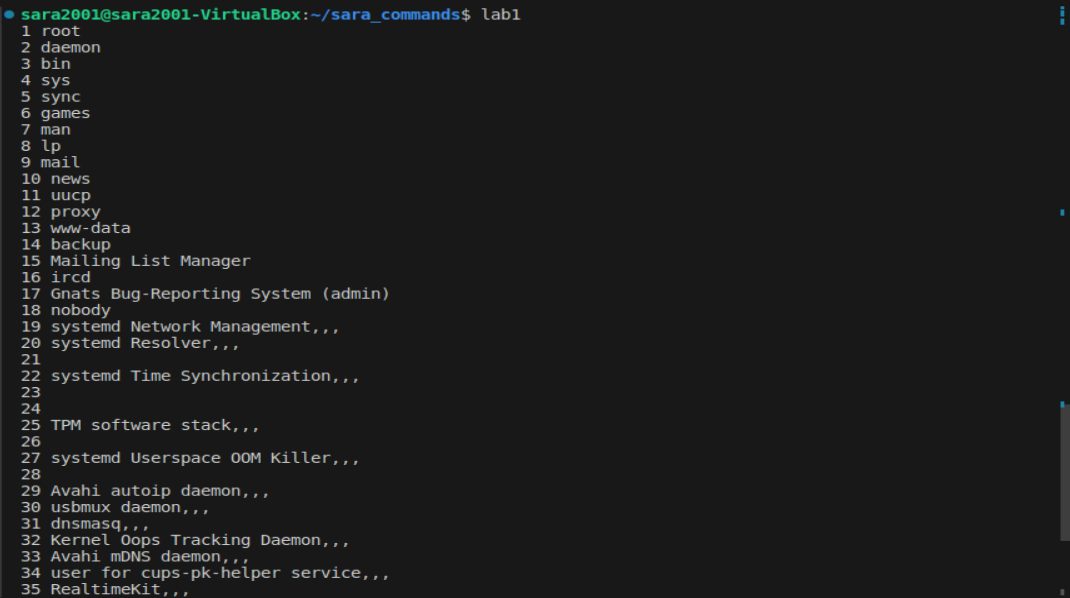 sara2001@sara2001-VirtualBox:~/sara_commands$ lab1
1 root
2 daemon
3 bin
4 sys
5 sync
6 games
7 man
8 lp
9 mail
10 news
11 uucp
12 proxy
13 www-data
14 backup
15 Mailing List Manager
16 ircd
17 Gnats Bug-Reporting System (admin)
18 nobody
19 systemd Network Management,,,
20 systemd Resolver,,,
21
22 systemd Time Synchronization,,,
23
24
25 TPM software stack,,,
26
27 systemd Userspace OOM Killer,,,
28
29 Avahi autoip daemon,,,
30 usbmux daemon,,,
31 dnsmasq,,,
32 Kernel Oops Tracking Daemon,,,
33 Avahi mDNS daemon,,,
34 user for cups-pk-helper service,,,
35 RealtimeKit,,,